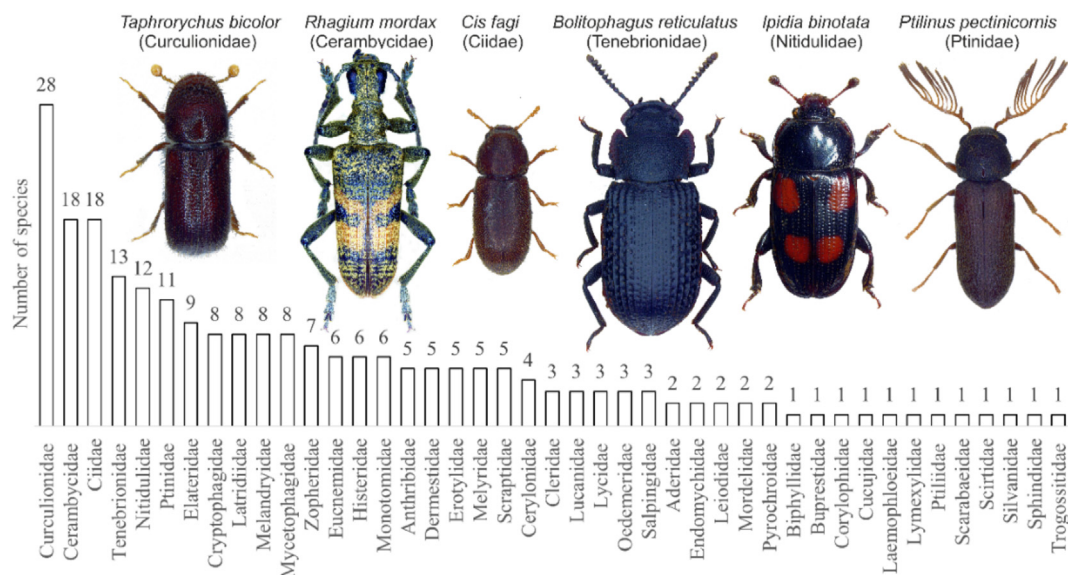 Taphrorychus bicolor
(Curculionidae)
Rhagium mordax
(Cerambycidae)
Cis fagi
(Ciidae)
Bolitophagus reticulatus
(Tenebrionidae)
Ipidia binotata
(Nitidulidae)
Ptilinus pectinicornis
(Ptinidae)
Number of species
28
18
18
13
12
11
9
8
8
8
8
7
6
6
6
5
5
5
5
5
4
3
3
3
3
3
2
2
2
2
2
1
1
1
1
1
1
1
1
1
1
1
1
Curculionidae
Cerambycidae
Ciidae
Tenebrionidae
Nitidulidae
Ptinidae
Elateridae
Cryptophagidae
Latridiidae
Melandryidae
Mycetophagidae
Zopheridae
Eucnemidae
Histeridae
Monotomidae
Anthribidae
Dermestidae
Erotylidae
Melyridae
Scraptidae
Cerylonidae
Cleridae
Lucanidae
Lycidae
Oedemeridae
Salpingidae
Aderidae
Endomychidae
Leiodidae
Mordellidae
Pyrochroidae
Biphyllidae
Buprestidae
Corylophidae
Cucujidae
Laemophloeidae
Lymexylidae
Ptiliidae
Scarabaeidae
Scirtidae
Silvanidae
Sphindidae
Trogossitidae